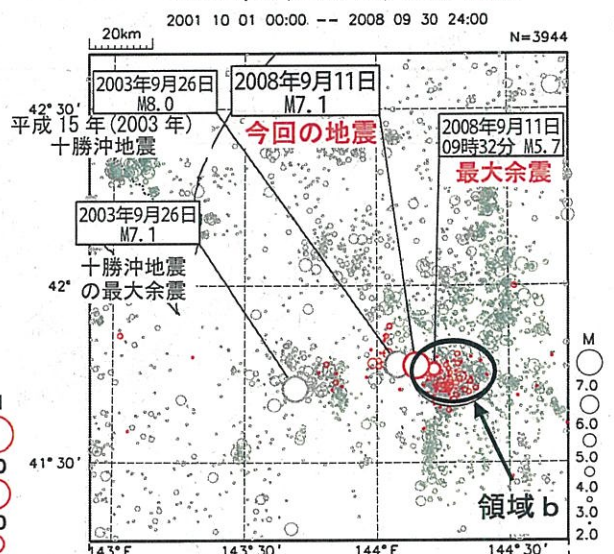 2001 10 01 00:00 -- 2008 09 30 24:00
20km
N=3944
2003年9月26日
M8.0
平成15年(2003年)
十勝沖地震
2008年9月11日
M7.1
今回の地震
2008年9月11日
09時32分 M5.7
最大余震
2003年9月26日
M7.1
十勝沖地震
の最大余震
42°30'
42°
41°30'
領域b
M
7.0
6.0
5.0
4.0
3.0
2.0
143°E
143°30'
144°E
144°30'